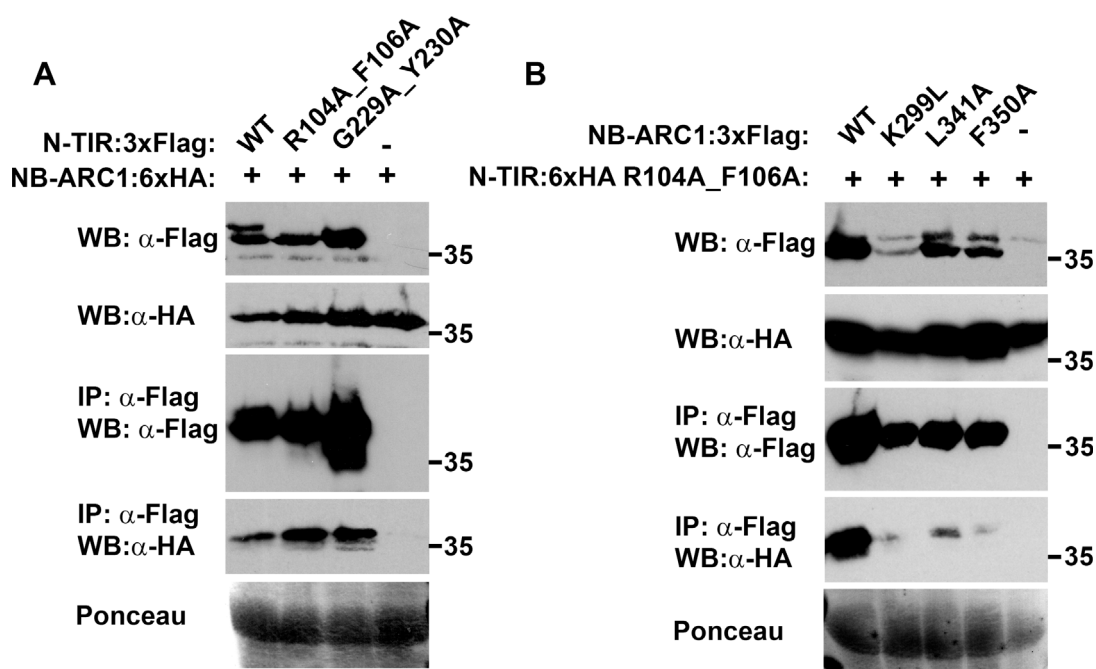 A
N-TIR:3xFlag: WT R104A_F106A G229A_Y230A -
NB-ARC1:6xHA: + + + +
WB: α-Flag
35
WB:α-HA
35
IP: α-Flag
WB: α-Flag
35
IP: α-Flag
WB:α-HA
35
Ponceau
B
NB-ARC1:3xFlag: WT K299L L341A F350A -
N-TIR:6xHA R104A_F106A: + + + + +
WB: α-Flag
35
WB:α-HA
35
IP: α-Flag
WB: α-Flag
35
IP: α-Flag
WB:α-HA
35
Ponceau